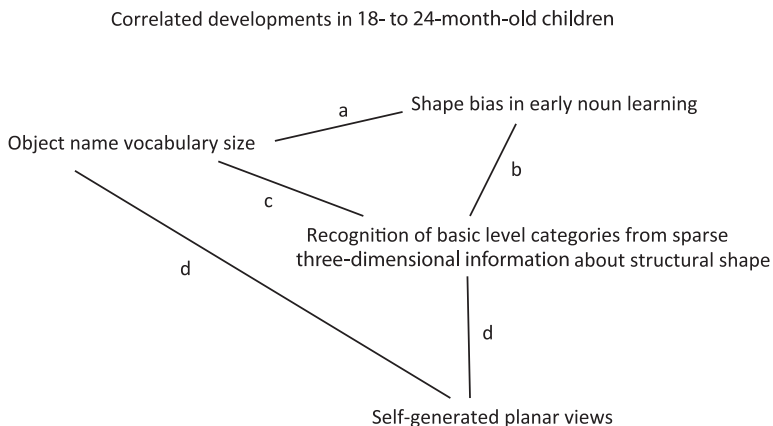 Correlated developments in 18- to 24-month-old children
Shape bias in early noun learning
a
Object name vocabulary size
b
c
Recognition of basic level categories from sparse
three-dimensional information about structural shape
d
d
Self-generated planar views